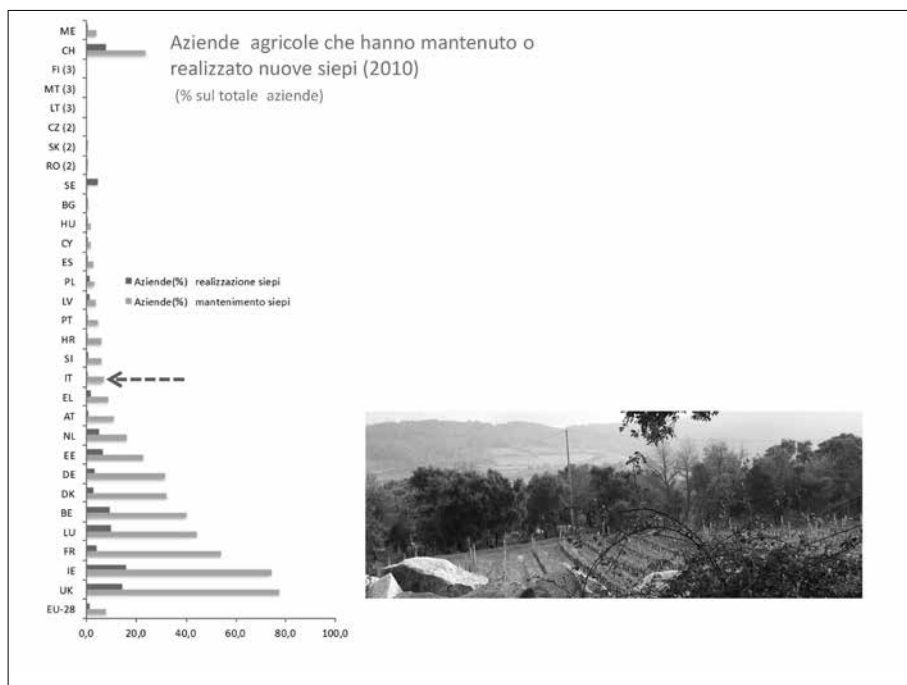 Aziende agricole che hanno mantenuto o
realizzato nuove siepi (2010)
(% sul totale aziende)
ME
CH
FI (3)
MT (3)
LT (3)
CZ (2)
SK (2)
RO (2)
SE
BG
HU
CY
ES
PL
LV
PT
HR
SI
IT
EL
AT
NL
EE
DE
DK
BE
LU
FR
IE
UK
EU-28
Aziende(%) realizzazione siepi
Aziende(%) mantenimento siepi
0,0 20,0 40,0 60,0 80,0 100,0